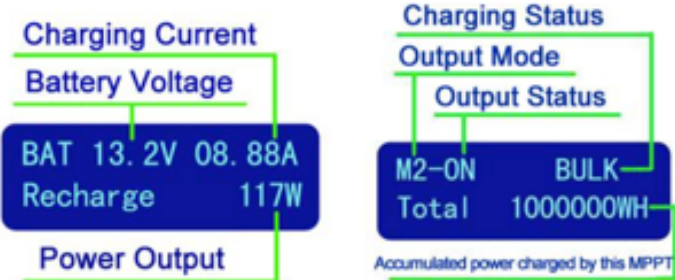 Charging Current
Battery Voltage
BAT 13.2V 08.88A
Recharge 117W
Power Output
Charging Status
Output Mode
Output Status
M2-ON BULK
Total 1000000WH
Accumulated power charged by this MPPT